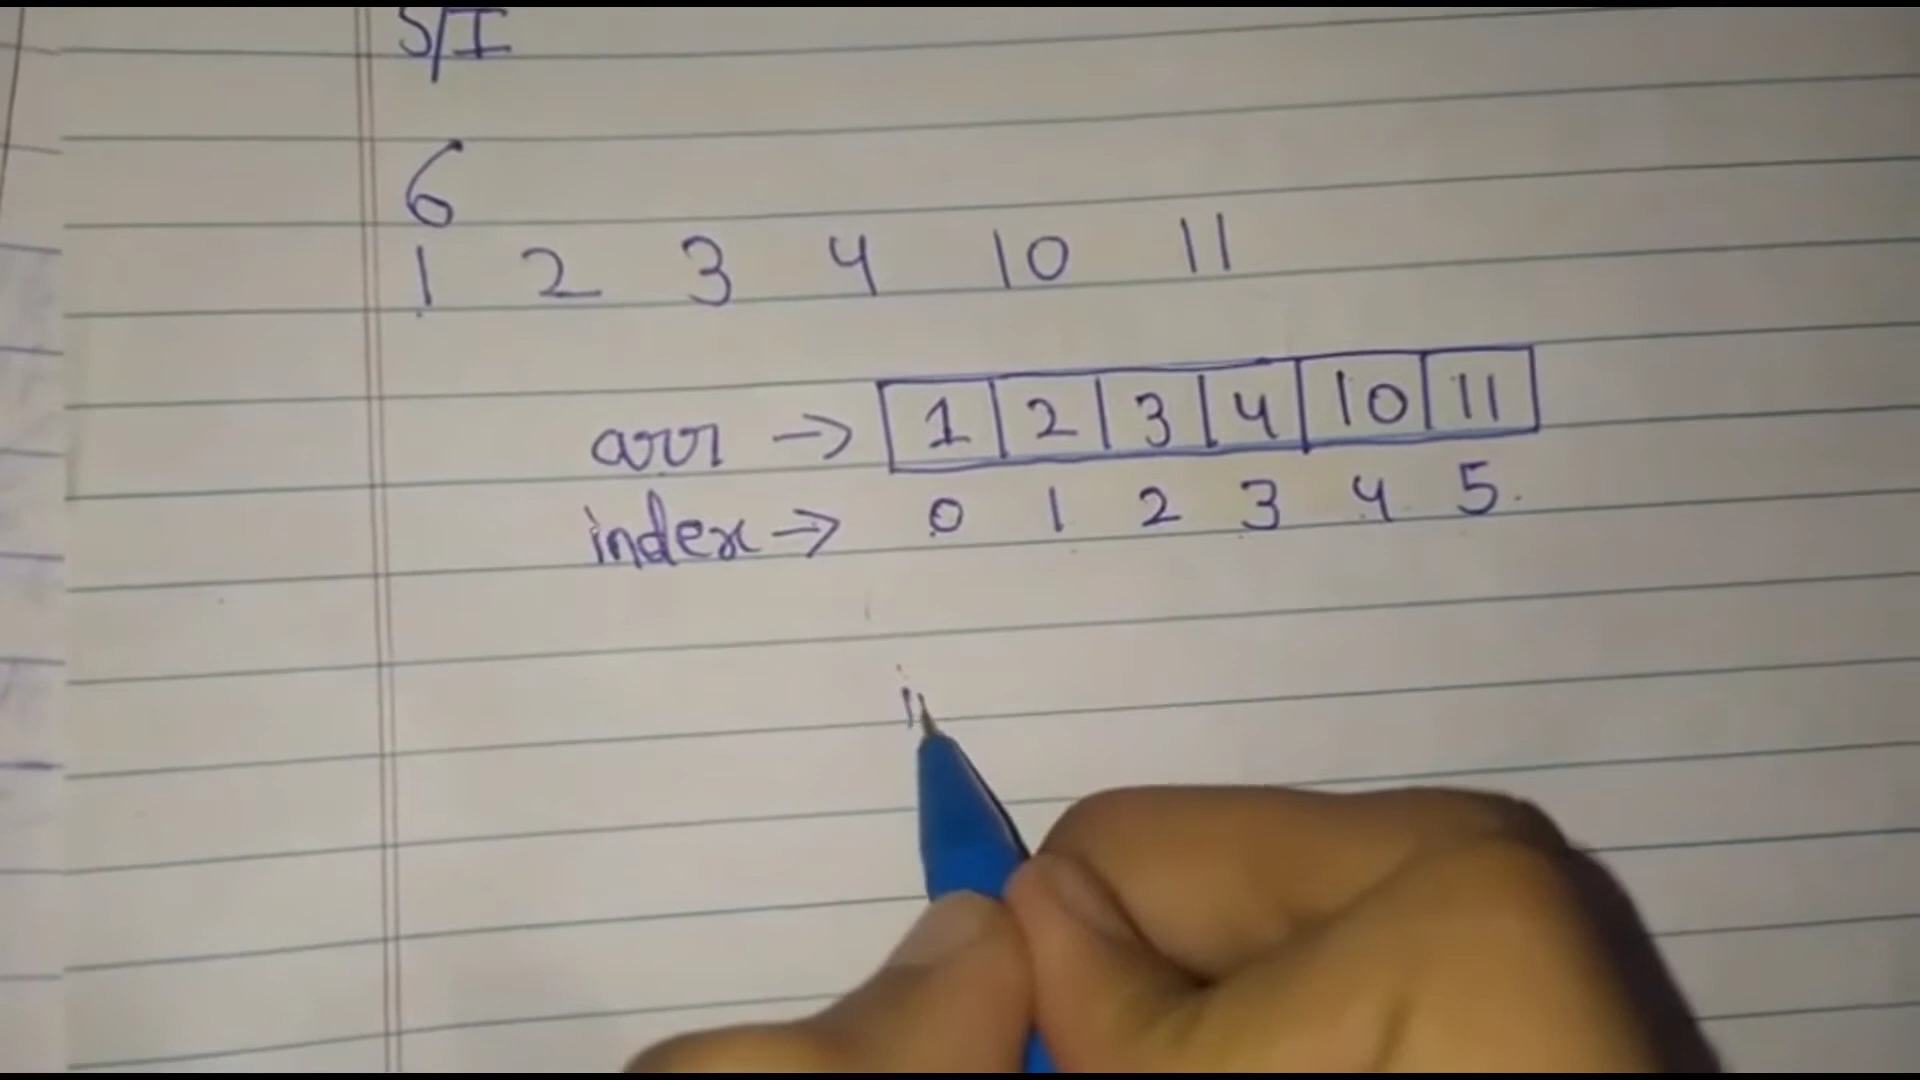 S/I
6
1 2 3 4 10 11
arr → 1 2 3 4 10 11
index → 0 1 2 3 4 5